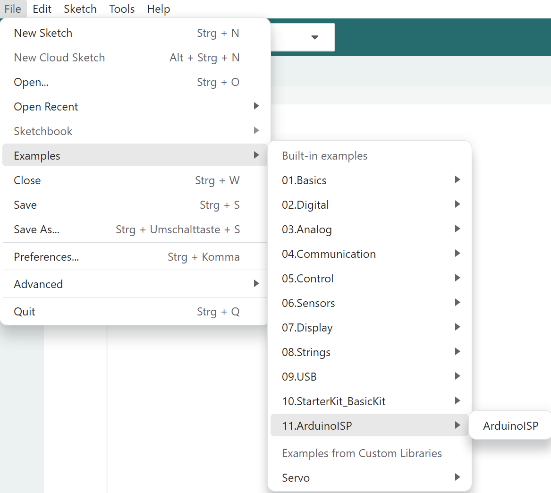 File Edit Sketch Tools Help
New Sketch Strg + N
New Cloud Sketch Alt + Strg + N
Open... Strg + O
Open Recent
Sketchbook
Examples
Close Strg + W
Save Strg + S
Save As... Strg + Umschalttaste + S
Preferences... Strg + Komma
Advanced
Quit Strg + Q
Built-in examples
01.Basics
02.Digital
03.Analog
04.Communication
05.Control
06.Sensors
07.Display
08.Strings
09.USB
10.StarterKit_BasicKit
11.ArduinoISP
Examples from Custom Libraries
Servo
ArduinoISP